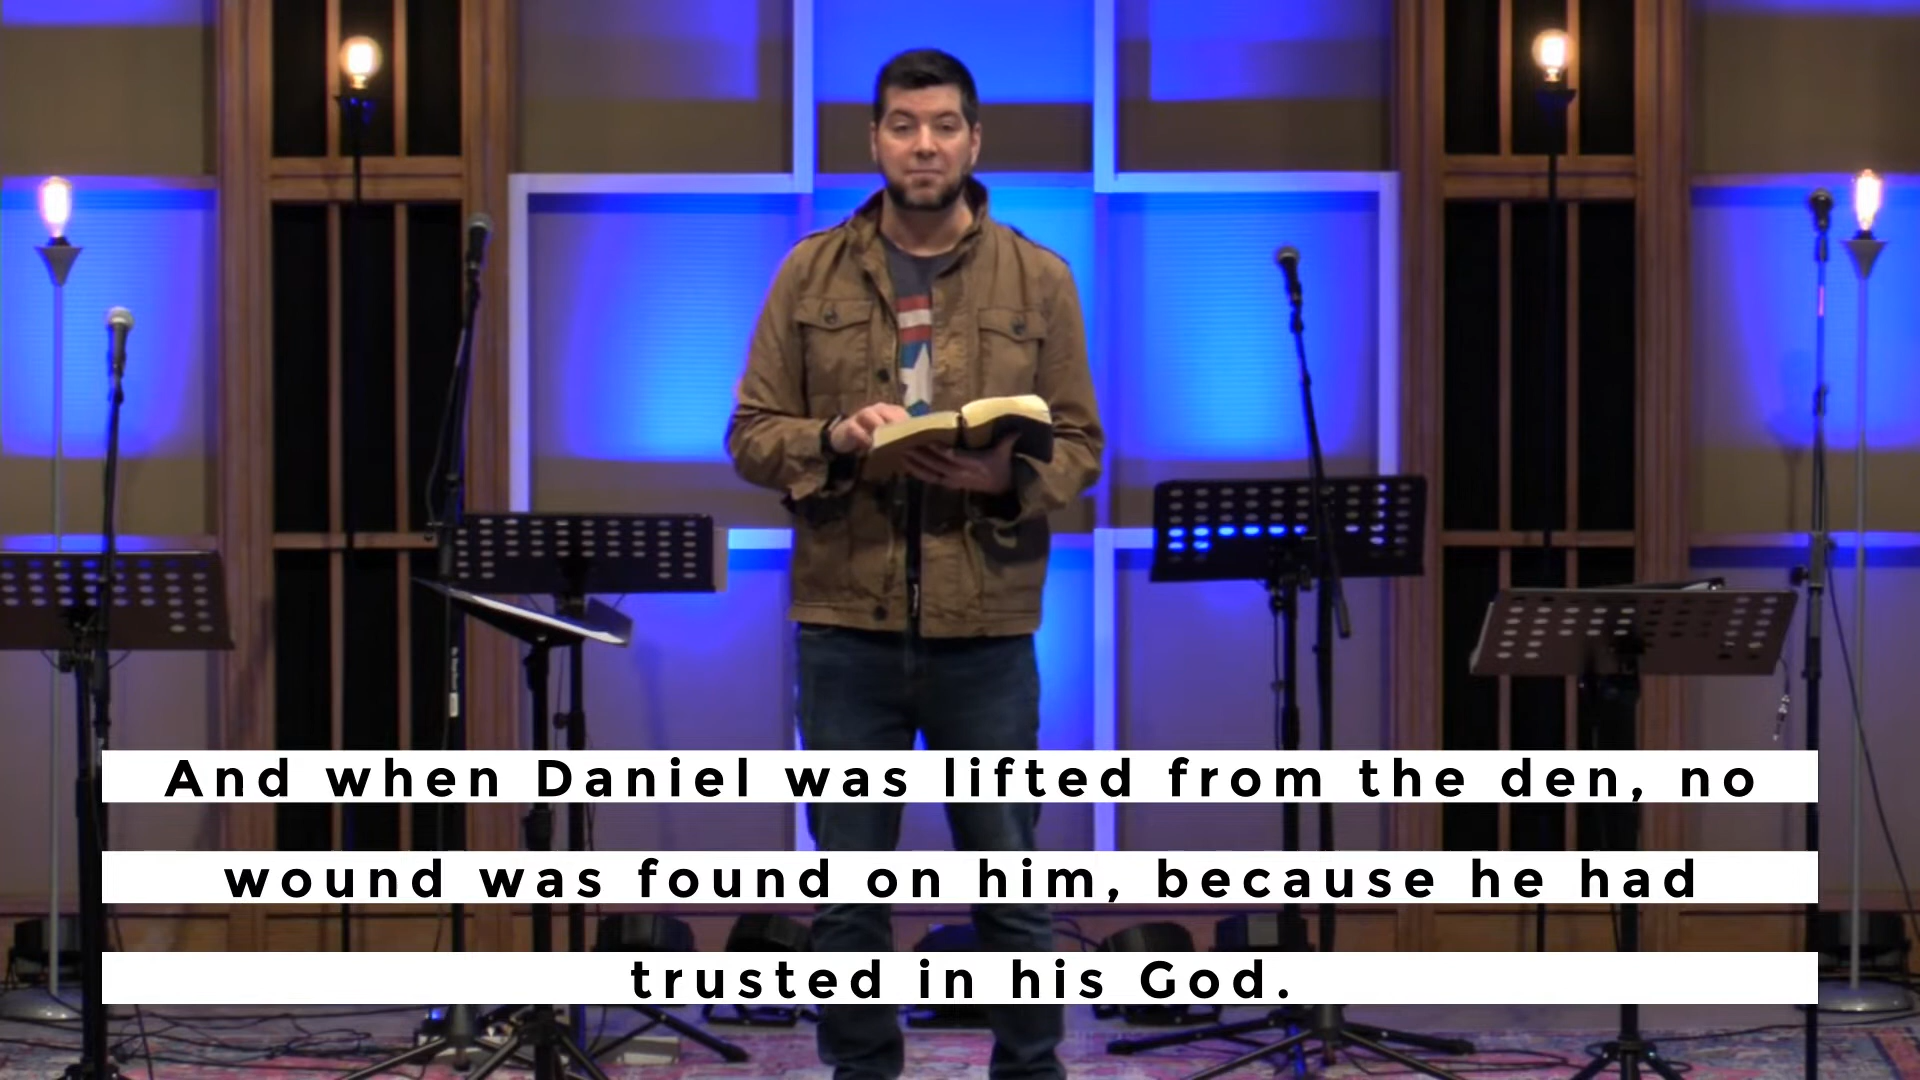 And when Daniel was lifted from the den, no
wound was found on him, because he had
trusted in his God.